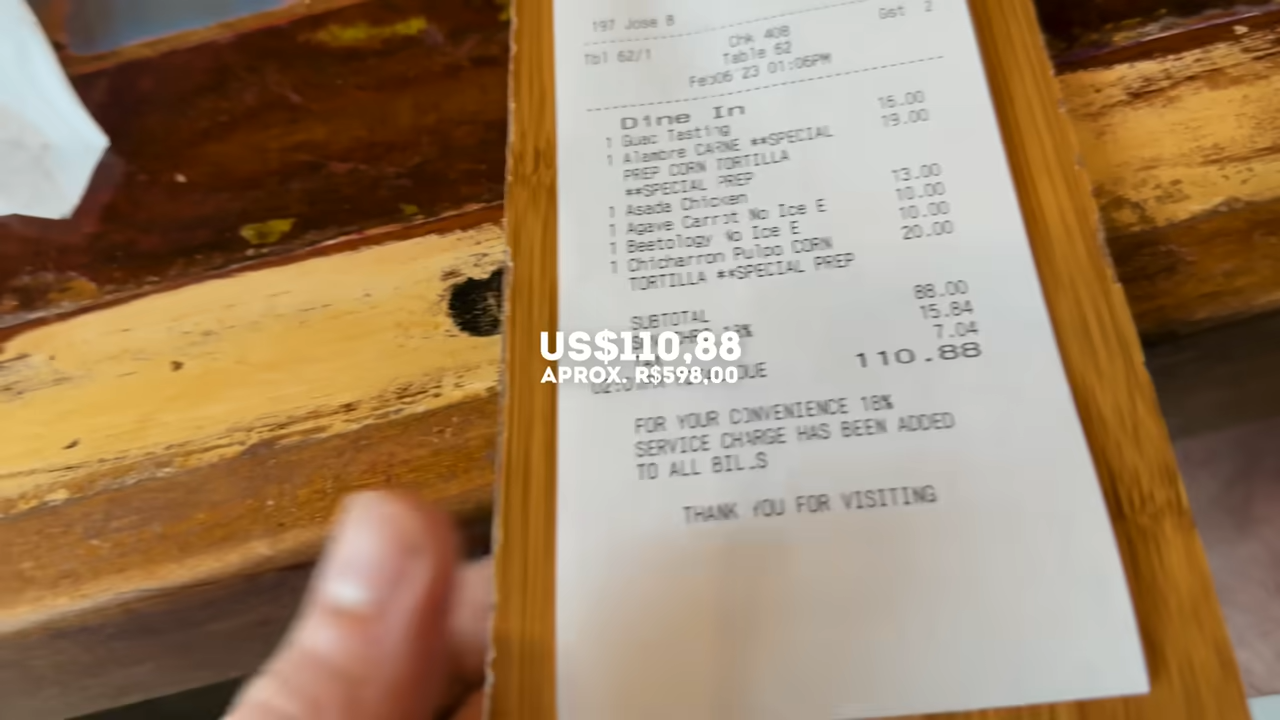 197 Jose B
Tbl 62/1 Chk 408 Gst 2
Table 62
Feb06'23 01:06PM
Dine In
1 Guac Tasting 16.00
1 Alambre CARNE **SPECIAL 19.00
PREP CORN TORTILLA
**SPECIAL PREP
1 Asada Chicken 13.00
1 Agave Carrot No Ice E 10.00
1 Beetology No Ice E 10.00
1 Chicharron Pulpo CORN 20.00
TORTILLA **SPECIAL PREP
SUBTOTAL 88.00
18% 15.84
7.04
DUE 110.88
US$110,88
APROX. R$598,00
FOR YOUR CONVENIENCE 18%
SERVICE CHARGE HAS BEEN ADDED
TO ALL BILLS
THANK YOU FOR VISITING